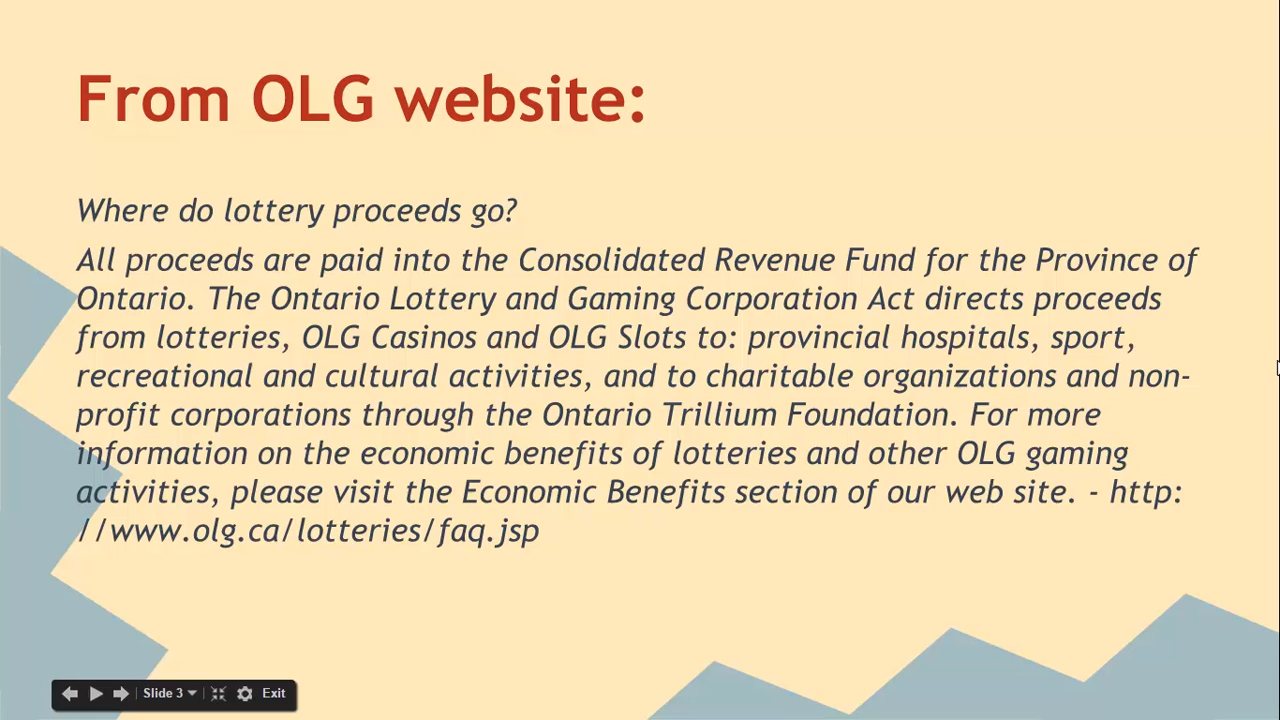 From OLG website:
Where do lottery proceeds go?
All proceeds are paid into the Consolidated Revenue Fund for the Province of
Ontario. The Ontario Lottery and Gaming Corporation Act directs proceeds
from lotteries, OLG Casinos and OLG Slots to: provincial hospitals, sport,
recreational and cultural activities, and to charitable organizations and non-
profit corporations through the Ontario Trillium Foundation. For more
information on the economic benefits of lotteries and other OLG gaming
activities, please visit the Economic Benefits section of our web site. - http:
//www.olg.ca/lotteries/faq.jsp
Slide 3 Exit